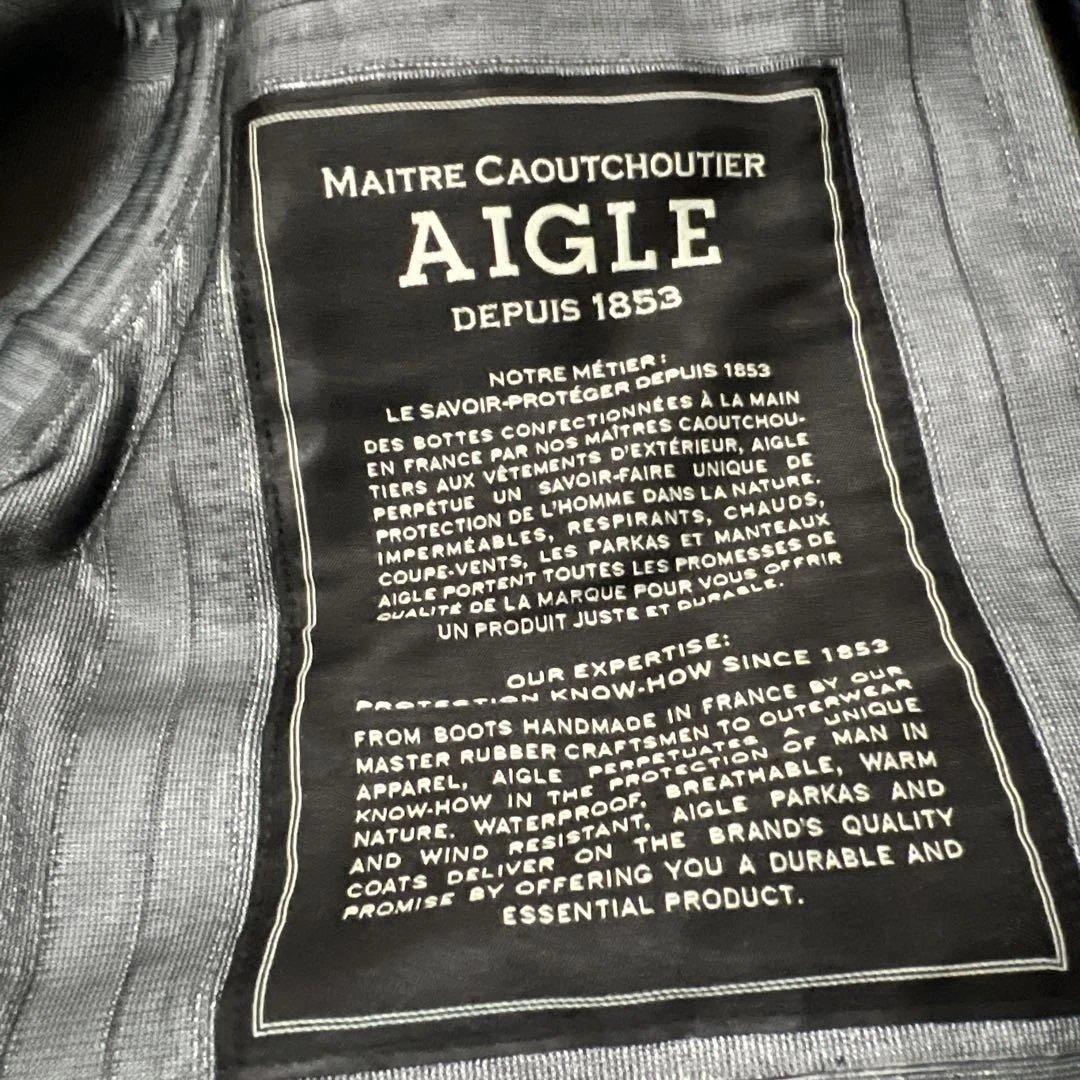 MAITRE CAOUTCHOUTIER
AIGLE
DEPUIS 1853
NOTRE MÉTIER :
LE SAVOIR-PROTÉGER DEPUIS 1853
DES BOTTES CONFECTIONNÉES À LA MAIN
EN FRANCE PAR NOS MAÎTRES CAOUTCHOU-
TIERS AUX VÊTEMENTS D'EXTÉRIEUR, AIGLE
PERPÉTUE UN SAVOIR-FAIRE UNIQUE DE
PROTECTION DE L'HOMME DANS LA NATURE.
IMPERMÉABLES, RESPIRANTS, CHAUDS,
COUPE-VENTS, LES PARKAS ET MANTEAUX
AIGLE PORTENT TOUTES LES PROMESSES DE
QUALITÉ DE LA MARQUE POUR VOUS OFFRIR
UN PRODUIT JUSTE ET DURABLE.
OUR EXPERTISE:
PROTECTION KNOW-HOW SINCE 1853
FROM BOOTS HANDMADE IN FRANCE BY OUR
MASTER RUBBER CRAFTSMEN TO OUTERWEAR
APPAREL, AIGLE PERPETUATES A UNIQUE
KNOW-HOW IN THE PROTECTION OF MAN IN
NATURE. WATERPROOF, BREATHABLE, WARM
AND WIND RESISTANT, AIGLE PARKAS AND
COATS DELIVER ON THE BRAND'S QUALITY
PROMISE BY OFFERING YOU A DURABLE AND
ESSENTIAL PRODUCT.